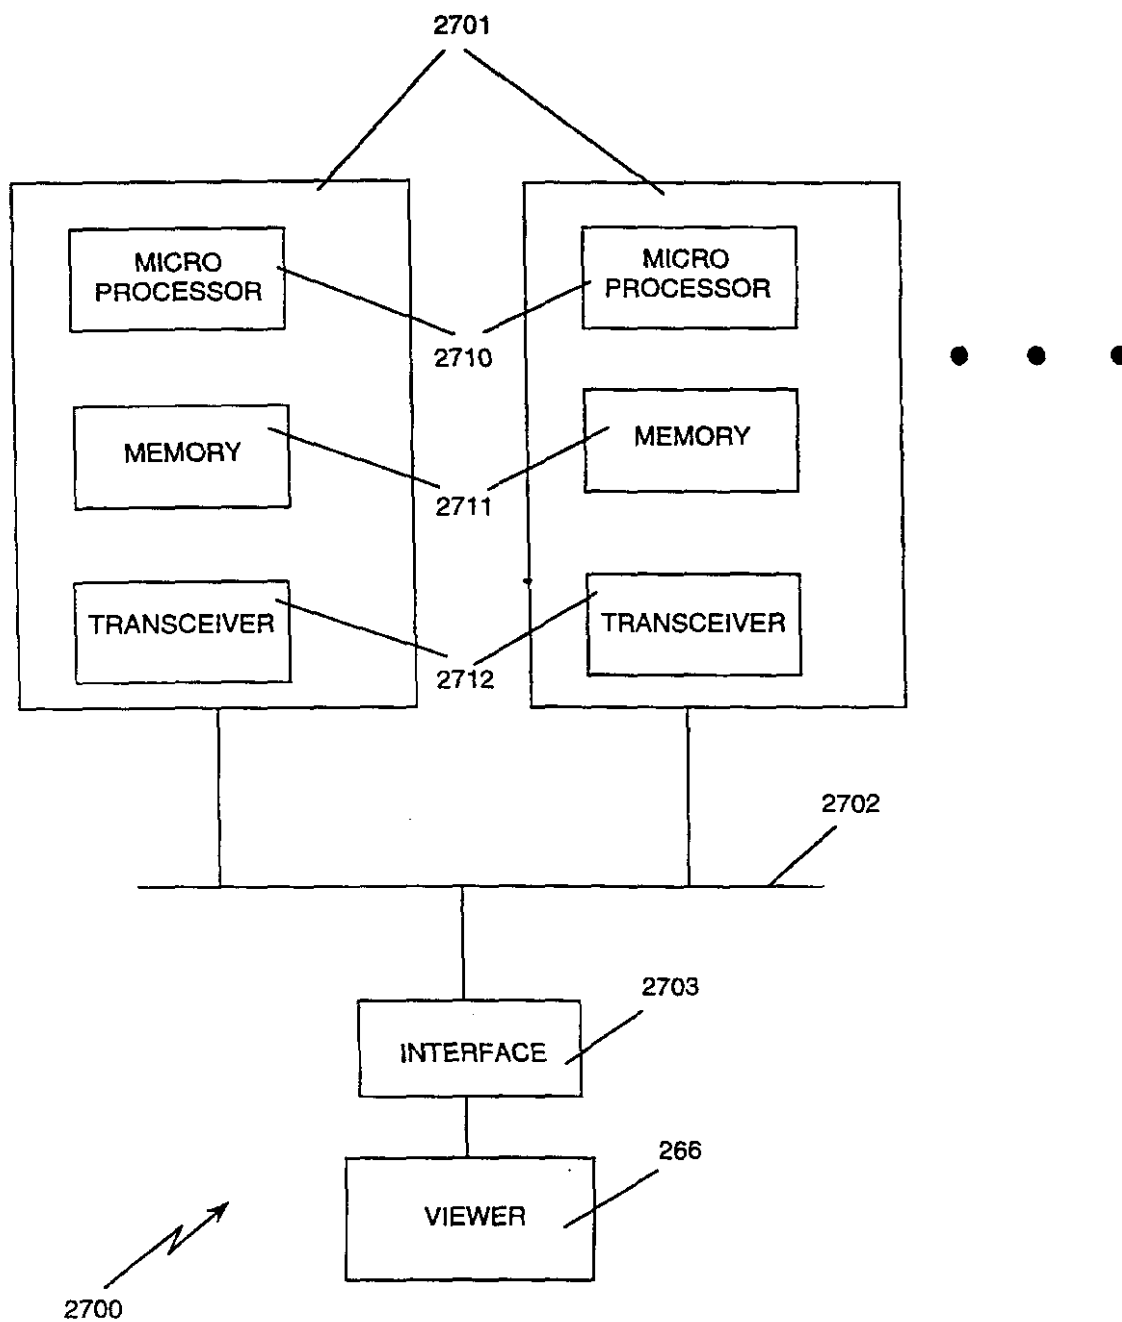 2701
MICRO
PROCESSOR
MICRO
PROCESSOR
2710
MEMORY
MEMORY
2711
TRANSCEIVER
TRANSCEIVER
2712
2702
2703
INTERFACE
266
VIEWER
2700